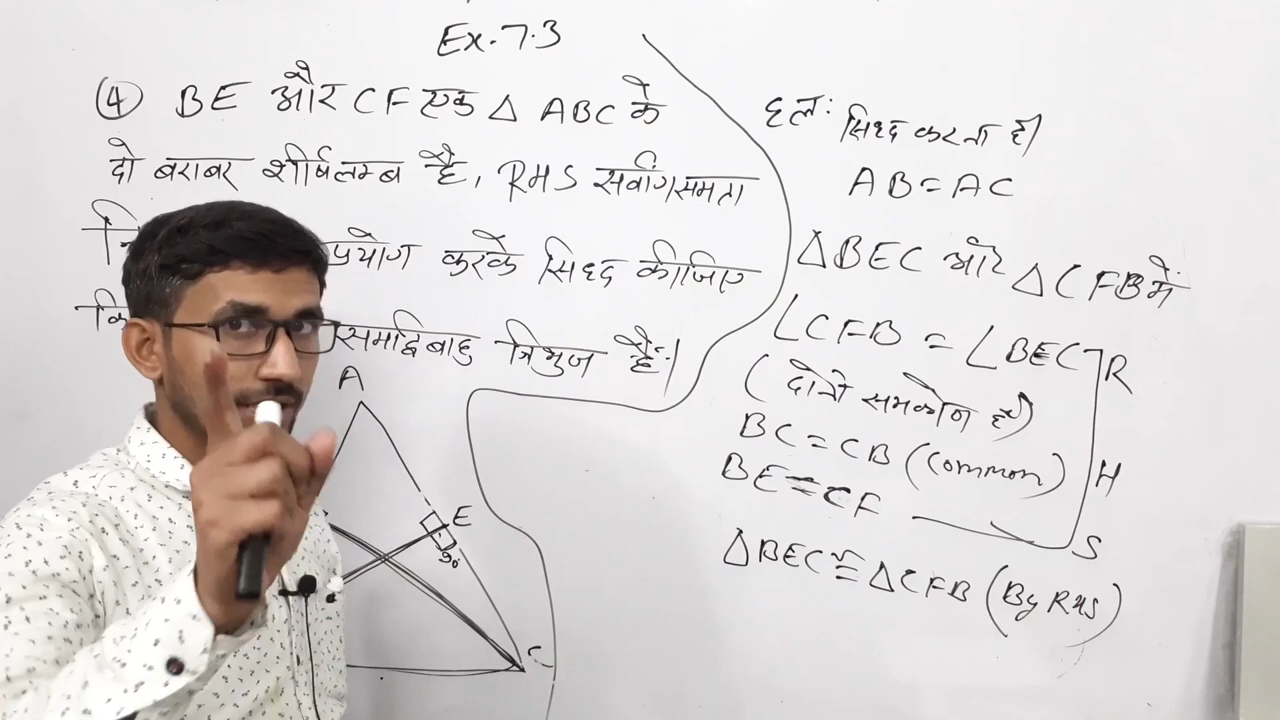 Ex. 7.3
④ BE और CF एक △ ABC के
दो बराबर शीर्षलम्ब है, RHS सर्वांगसमता
प्रयोग करके सिध्द कीजिए
कि समद्विबाहु त्रिभुज है।
A
E
90°
C
हल: सिध्द करना है।
AB = AC
△BEC और △CFB में
∠CFB = ∠BEC R
(दोनो समकोण है)
BC = CB (Common) H
BE = CF S
△BEC ≅ △CFB (By RHS)